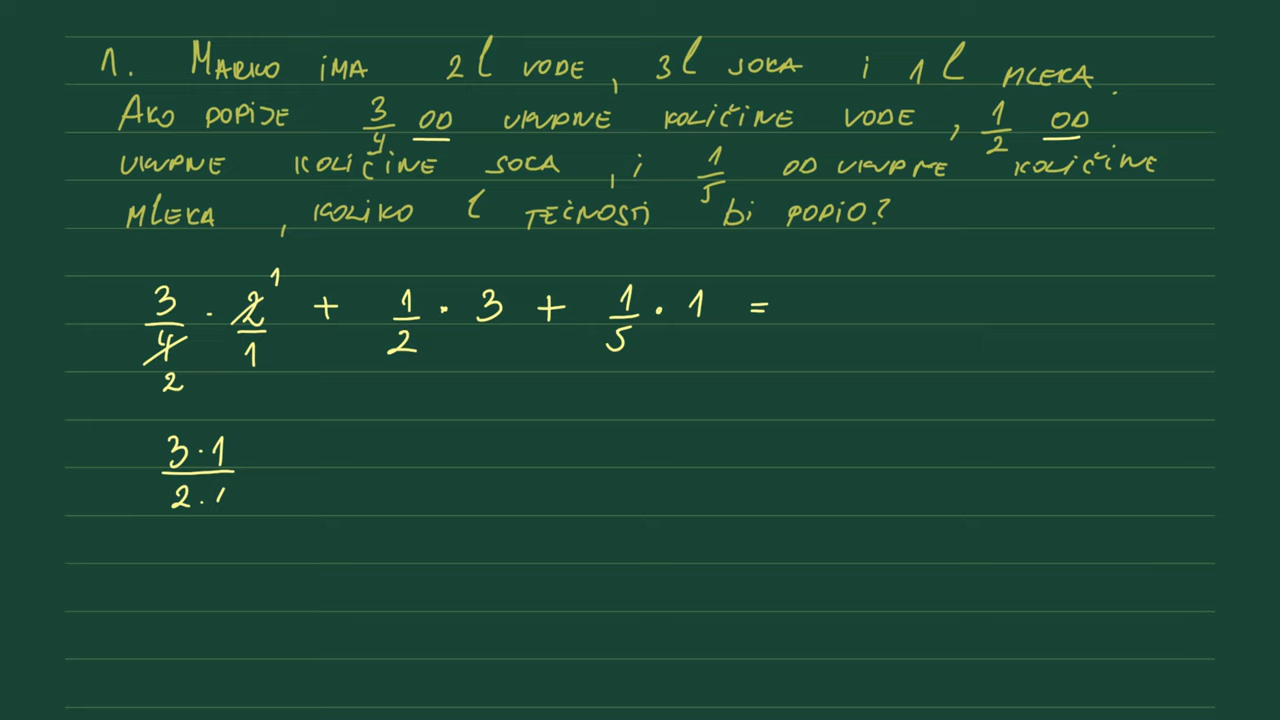 1. MARKO IMA 2 l VODE, 3 l SOKA I 1 l MLEKA.
AKO POPIJE 3/4 OD UKUPNE KOLIČINE VODE, 1/2 OD
UKUPNE KOLIČINE SOKA, I 1/5 OD UKUPNE KOLIČINE
MLEKA, KOLIKO l TEČNOSTI BI POPIO?
3/4 2 · 2/1 1 + 1/2 · 3 + 1/5 · 1 =
3·1
2·1